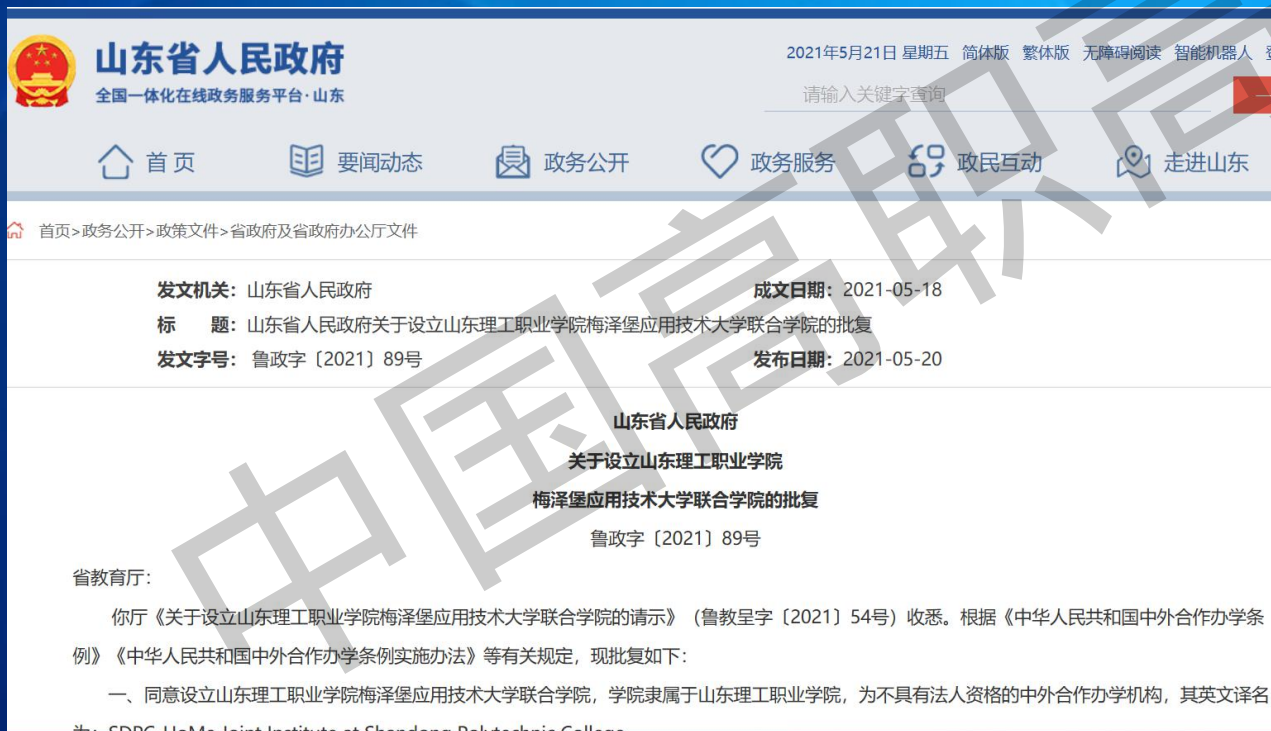 山东省人民政府
全国一体化在线政务服务平台·山东
2021年5月21日 星期五 简体版 繁体版 无障碍阅读 智能机器人
请输入关键字查询
首页 要闻动态 政务公开 政务服务 政民互动 走进山东
首页>政务公开>政策文件>省政府及省政府办公厅文件
发文机关：山东省人民政府 成文日期：2021-05-18
标 题：山东省人民政府关于设立山东理工职业学院梅泽堡应用技术大学联合学院的批复
发文字号：鲁政字〔2021〕89号 发布日期：2021-05-20
山东省人民政府
关于设立山东理工职业学院
梅泽堡应用技术大学联合学院的批复
鲁政字〔2021〕89号
省教育厅：
你厅《关于设立山东理工职业学院梅泽堡应用技术大学联合学院的请示》（鲁教呈字〔2021〕54号）收悉。根据《中华人民共和国中外合作办学条
例》《中华人民共和国中外合作办学条例实施办法》等有关规定，现批复如下：
一、同意设立山东理工职业学院梅泽堡应用技术大学联合学院，学院隶属于山东理工职业学院，为不具有法人资格的中外合作办学机构，其英文译名
为：SDPC-HoMe Joint Institute at Shandong Polytechnic College
中国高职高